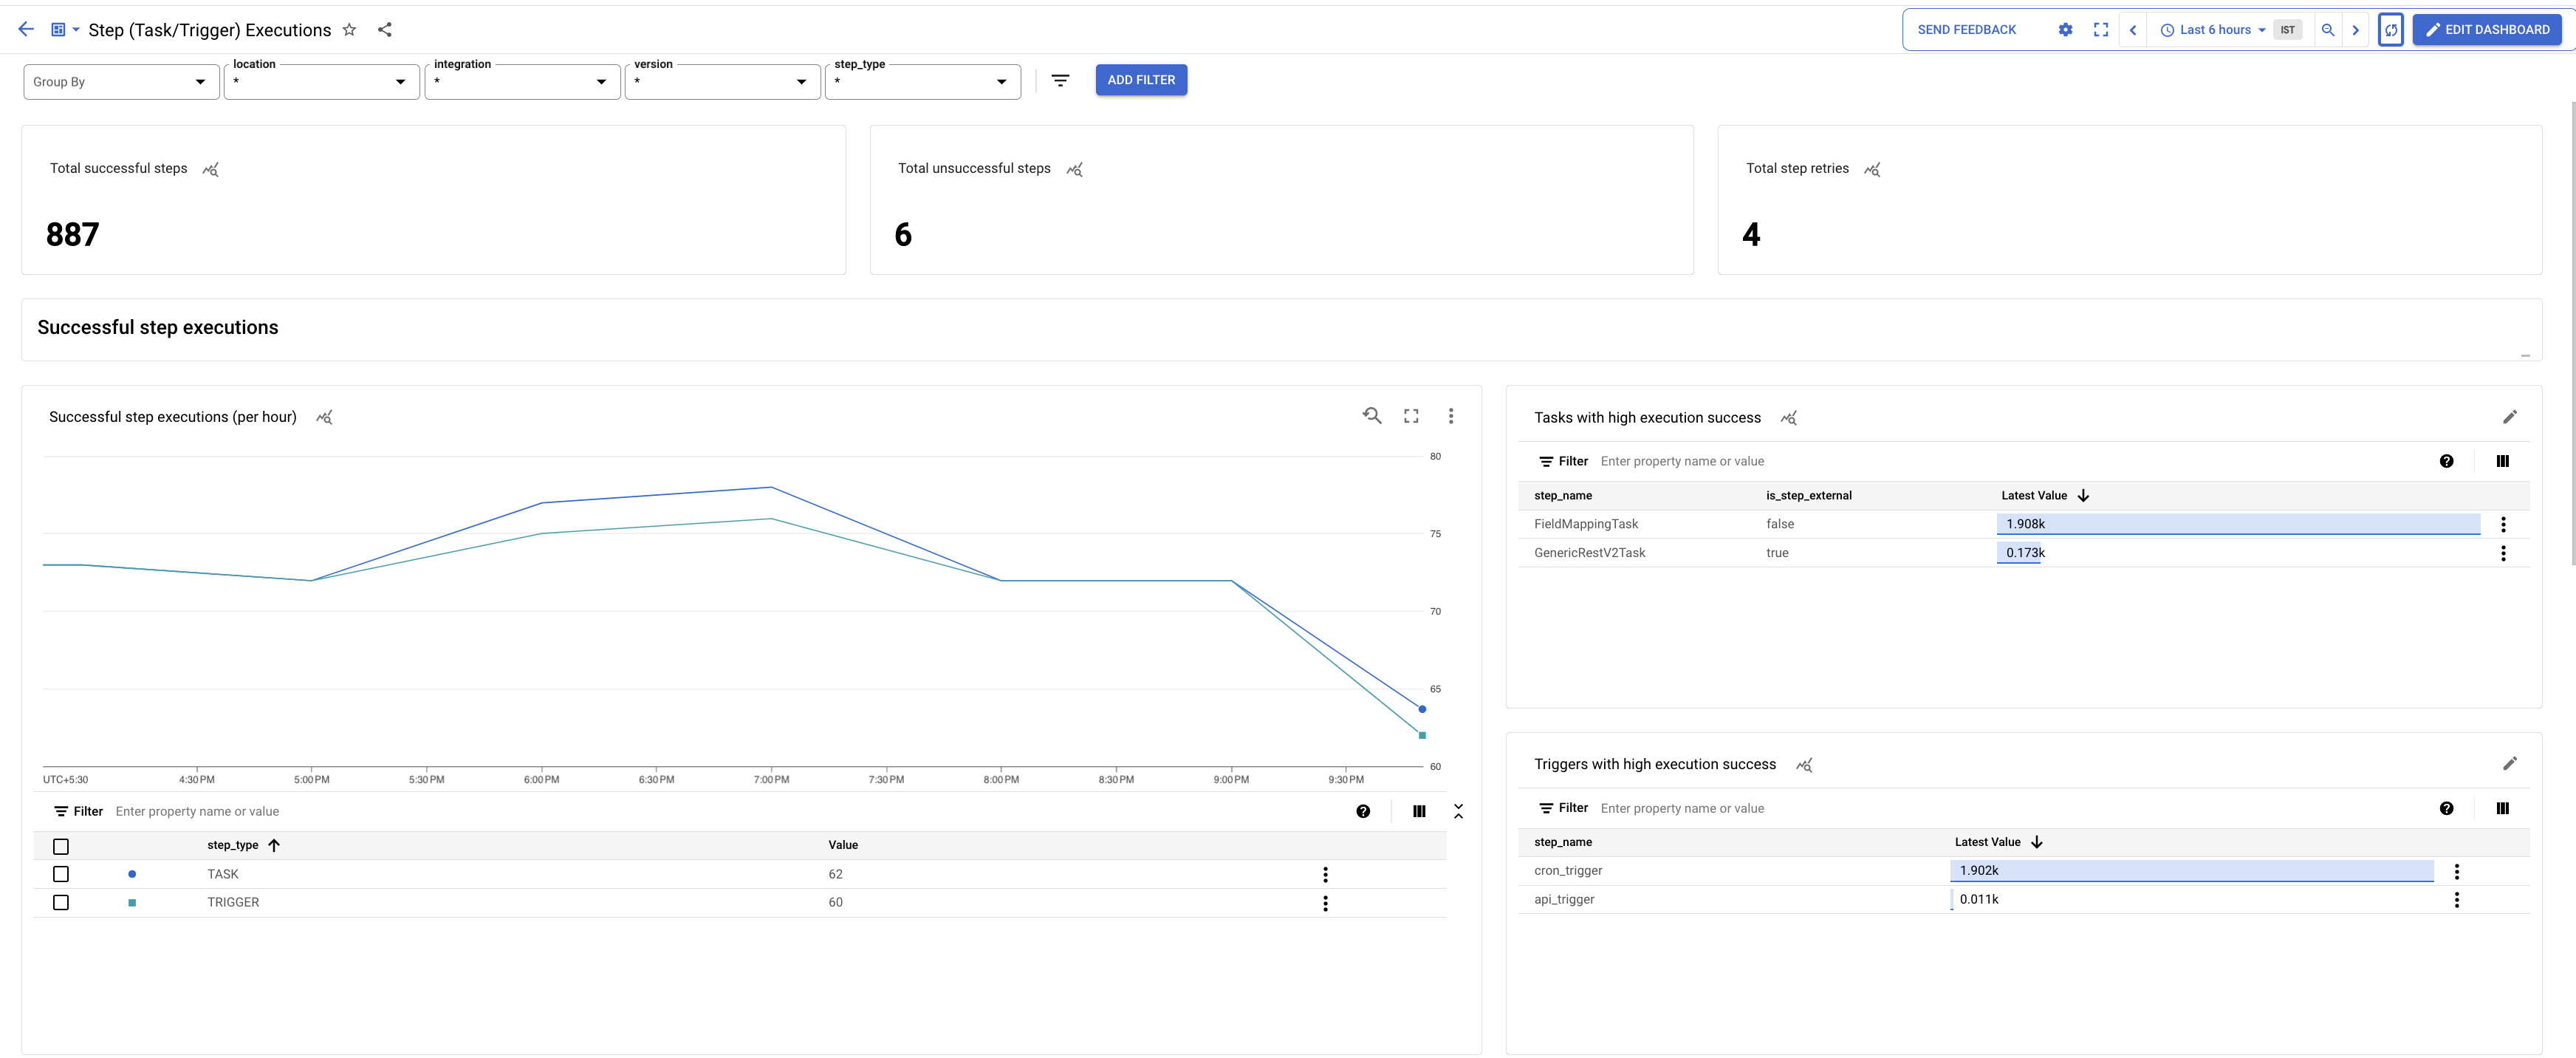 Step (Task/Trigger) Executions
SEND FEEDBACK
Last 6 hours
IST
EDIT DASHBOARD
Group By
location
*
integration
*
version
*
step_type
*
ADD FILTER
Total successful steps
887
Total unsuccessful steps
6
Total step retries
4
Successful step executions
Successful step executions (per hour)
80
75
70
65
60
UTC+5:30
4:30 PM
5:00 PM
5:30 PM
6:00 PM
6:30 PM
7:00 PM
7:30 PM
8:00 PM
8:30 PM
9:00 PM
9:30 PM
Filter Enter property name or value
step_type Value
TASK 62
TRIGGER 60
Tasks with high execution success
Filter Enter property name or value
step_name is_step_external Latest Value
FieldMappingTask false 1.908k
GenericRestV2Task true 0.173k
Triggers with high execution success
Filter Enter property name or value
step_name Latest Value
cron_trigger 1.902k
api_trigger 0.011k